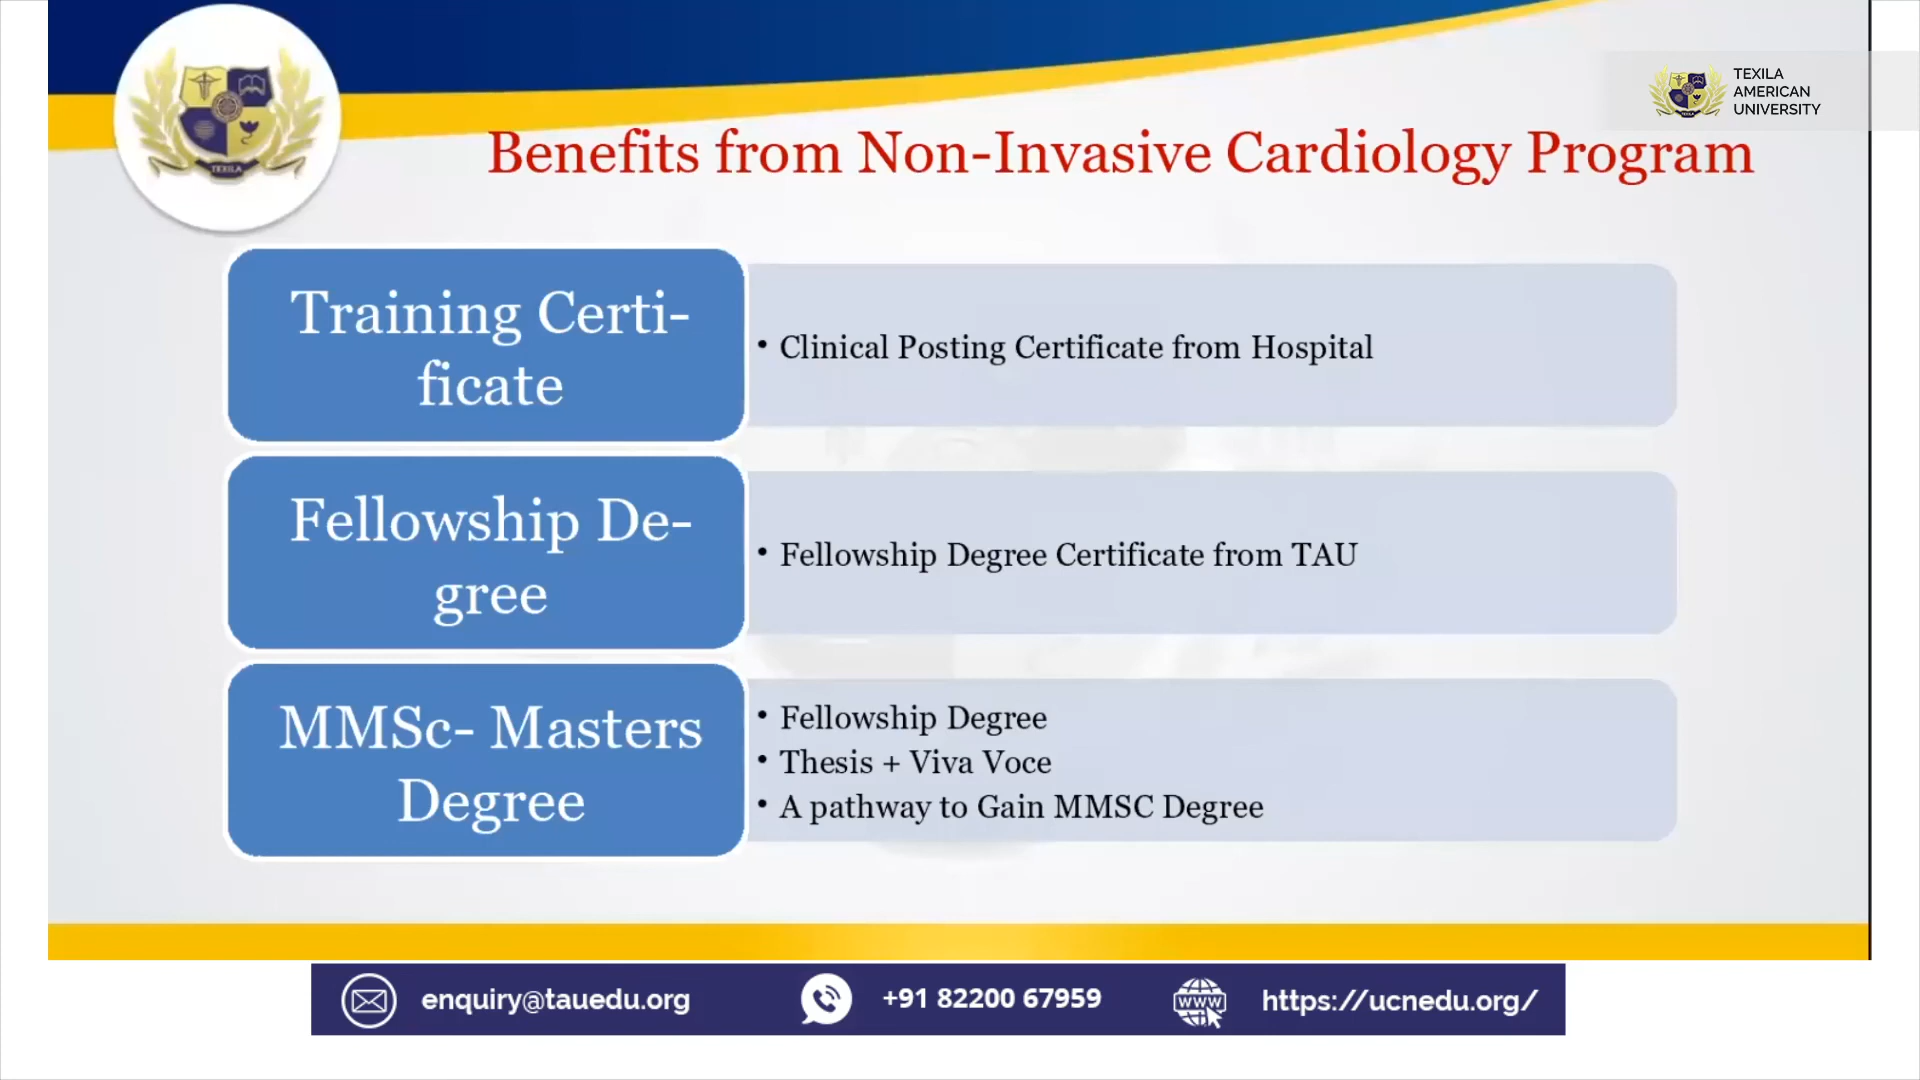 TEXILA
AMERICAN
UNIVERSITY
TEXILA
Benefits from Non-Invasive Cardiology Program
Training Certi-
ficate
• Clinical Posting Certificate from Hospital
Fellowship De-
gree
• Fellowship Degree Certificate from TAU
MMSc- Masters
Degree
• Fellowship Degree
• Thesis + Viva Voce
• A pathway to Gain MMSC Degree
enquiry@tauedu.org
+91 82200 67959
WWW
https://ucnedu.org/